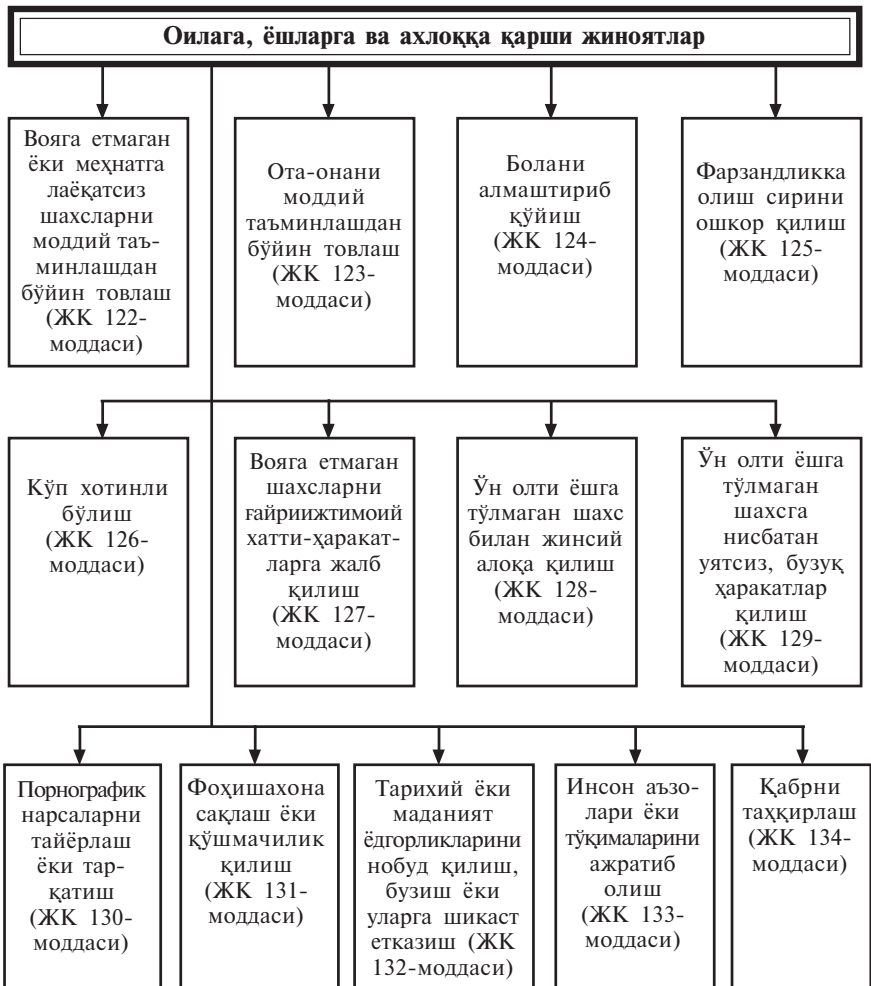 Оилага, ёшларга ва ахлоққа қарши жиноятлар
Вояга етмаган
ёки меҳнатга
лаёқатсиз
шахсларни
моддий таъ-
минлашдан
бўйин товлаш
(ЖК 122-
моддаси)
Ота-онани
моддий
таъминлашдан
бўйин товлаш
(ЖК 123-
моддаси)
Болани
алмаштириб
қўйиш
(ЖК 124-
моддаси)
Фарзандликка
олиш сирини
ошкор қилиш
(ЖК 125-
моддаси)
Кўп хотинли
бўлиш
(ЖК 126-
моддаси)
Вояга етмаган
шахсларни
ғайриижтимоий
хатти-ҳаракат-
ларга жалб
қилиш
(ЖК 127-
моддаси)
Ўн олти ёшга
тўлмаган шахс
билан жинсий
алоқа қилиш
(ЖК 128-
моддаси)
Ўн олти ёшга
тўлмаган
шахсга
нисбатан
уятсиз, бузуқ
ҳаракатлар
қилиш
(ЖК 129-
моддаси)
Порнографик
нарсаларни
тайёрлаш
ёки тар-
қатиш
(ЖК 130-
моддаси)
Фоҳишахона
сақлаш ёки
қўшмачилик
қилиш
(ЖК 131-
моддаси)
Тарихий ёки
маданият
ёдгорликларини
нобуд қилиш,
бузиш ёки
уларга шикаст
етказиш (ЖК
132-моддаси)
Инсон аъзо-
лари ёки
тўқималарини
ажратиб
олиш
(ЖК 133-
моддаси)
Қабрни
таҳқирлаш
(ЖК 134-
моддаси)